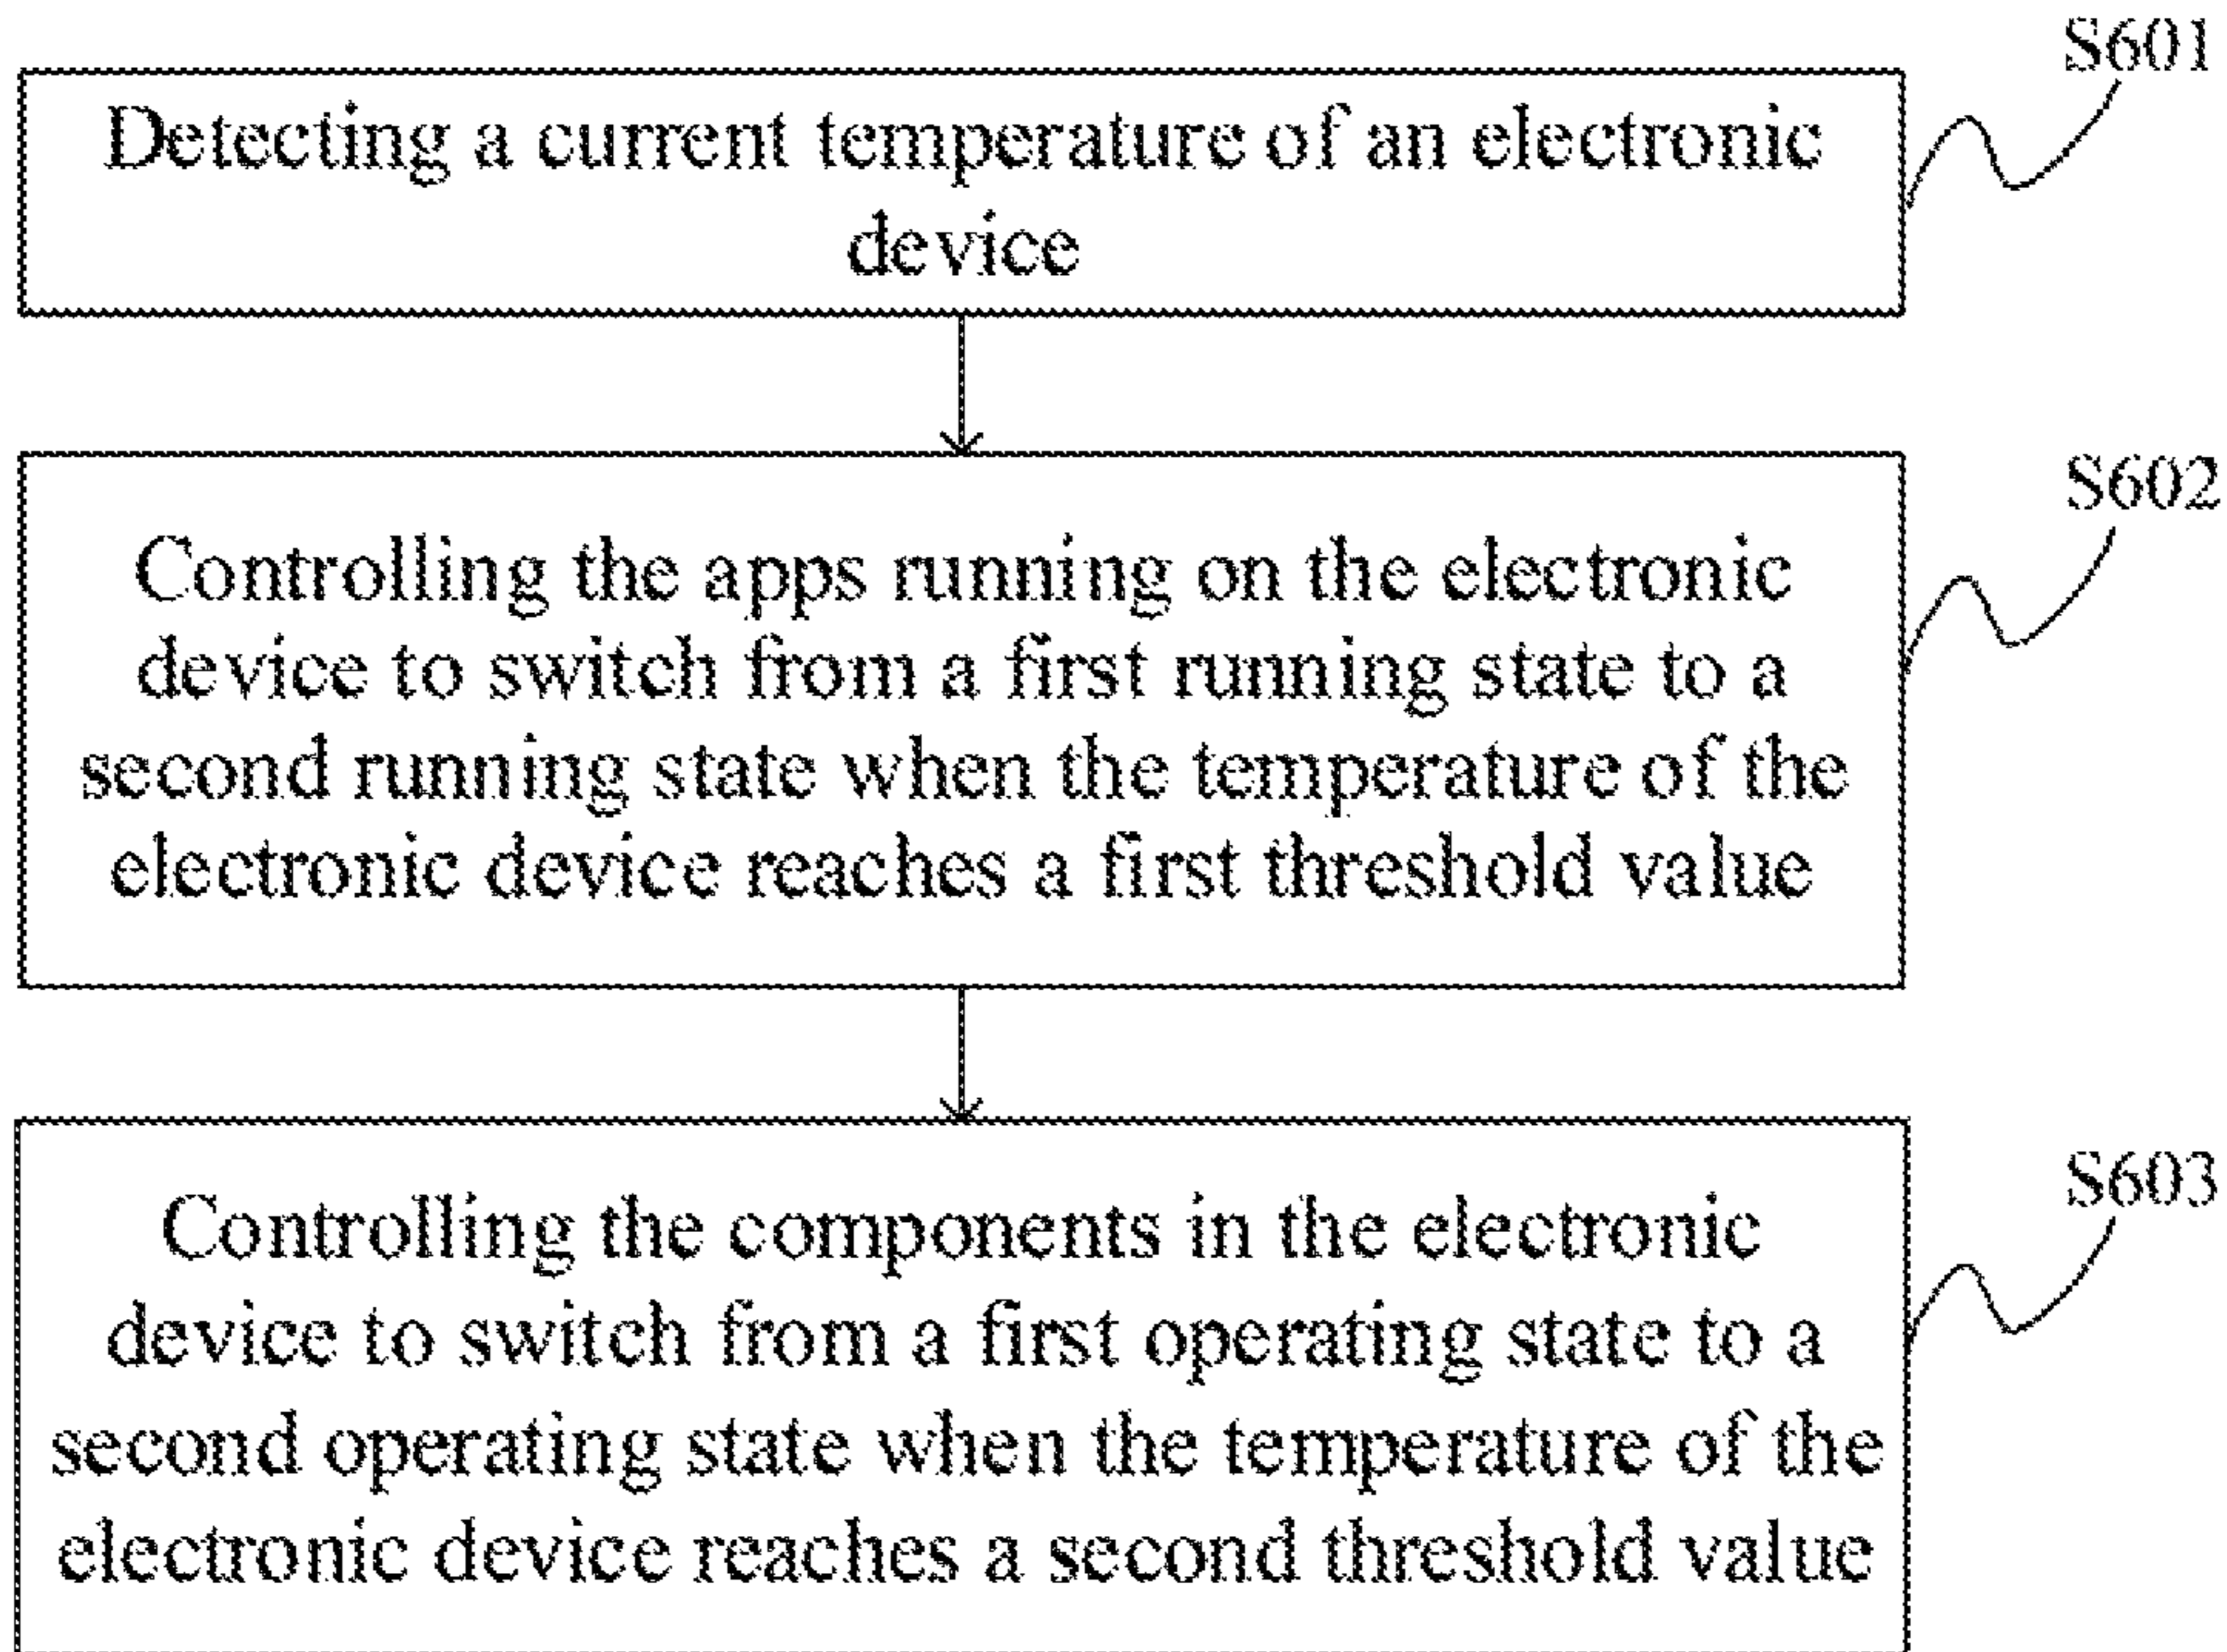 S601
Detecting a current temperature of an electronic
device
S602
Controlling the apps running on the electronic
device to switch from a first running state to a
second running state when the temperature of the
electronic device reaches a first threshold value
S603
Controlling the components in the electronic
device to switch from a first operating state to a
second operating state when the temperature of the
electronic device reaches a second threshold value